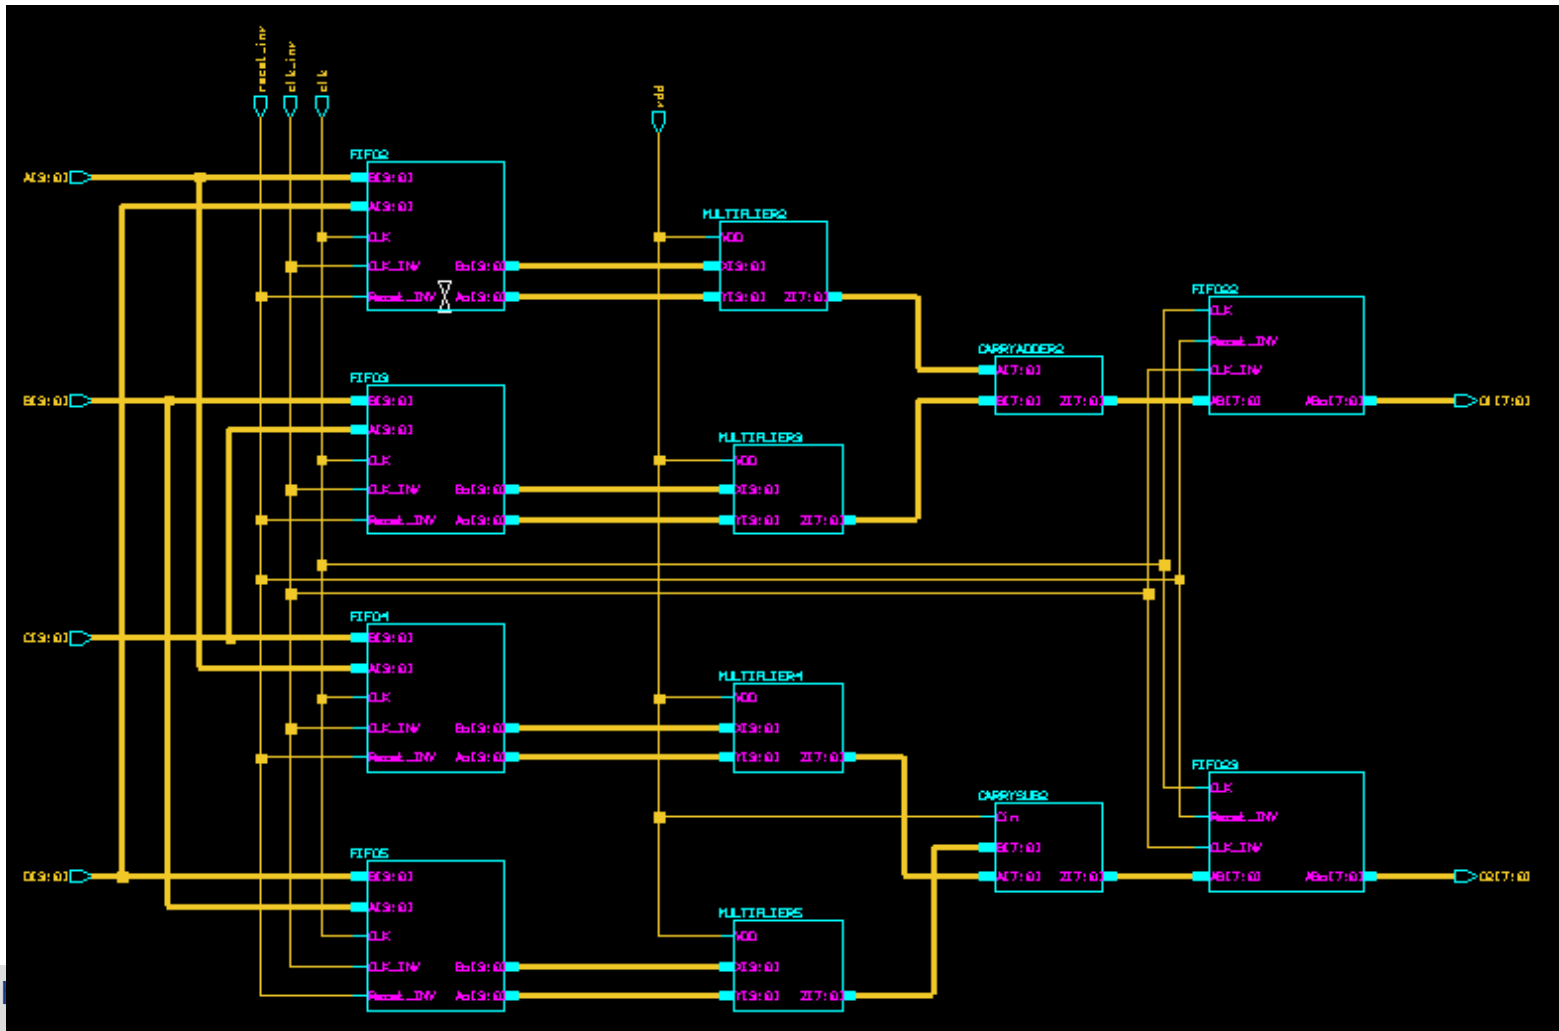 reset_inv
clk_inv
clk
vdd
A[3:0]
FIFO2
B[3:0]
A[3:0]
CLK
CLK_INV
Bo[3:0]
Reset_INV
Ao[3:0]
MULTIPLIER2
VDD
X[3:0]
Y[3:0]
Z[7:0]
B[3:0]
FIFO3
B[3:0]
A[3:0]
CLK
CLK_INV
Bo[3:0]
Reset_INV
Ao[3:0]
MULTIPLIER3
VDD
X[3:0]
Y[3:0]
Z[7:0]
CARRYADDER2
A[7:0]
B[7:0]
Z[7:0]
FIFO22
CLK
Reset_INV
CLK_INV
AB[7:0]
ABo[7:0]
O1[7:0]
C[3:0]
FIFO4
B[3:0]
A[3:0]
CLK
CLK_INV
Bo[3:0]
Reset_INV
Ao[3:0]
MULTIPLIER4
VDD
X[3:0]
Y[3:0]
Z[7:0]
D[3:0]
FIFO5
B[3:0]
A[3:0]
CLK
CLK_INV
Bo[3:0]
Reset_INV
Ao[3:0]
MULTIPLIER5
VDD
X[3:0]
Y[3:0]
Z[7:0]
CARRYSUB2
Cin
B[7:0]
A[7:0]
Z[7:0]
FIFO23
CLK
Reset_INV
CLK_INV
AB[7:0]
ABo[7:0]
O2[7:0]